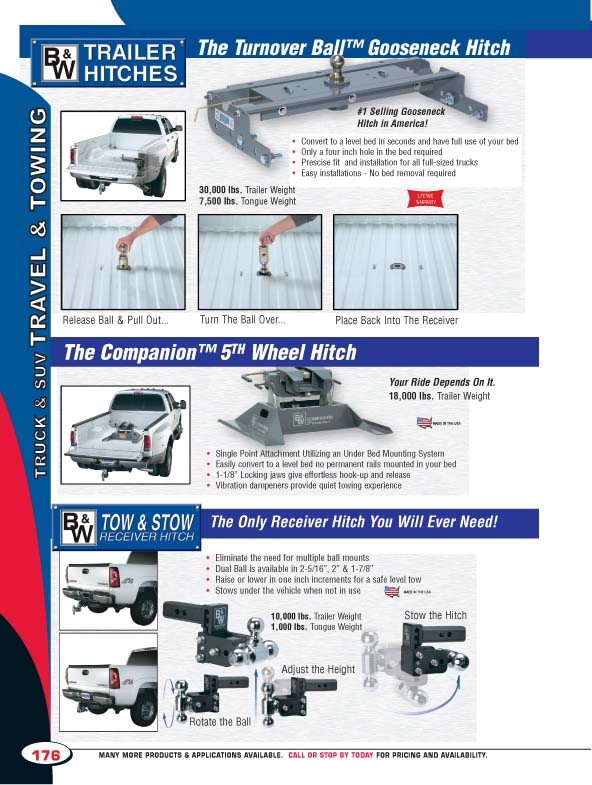 TRUCK & SUV TRAVEL & TOWING
B&W TRAILER HITCHES
The Turnover Ball™ Gooseneck Hitch
#1 Selling Gooseneck
Hitch in America!
• Convert to a level bed in seconds and have full use of your bed
• Only a four inch hole in the bed required
• Prescise fit and installation for all full-sized trucks
• Easy installations - No bed removal required
30,000 lbs. Trailer Weight
7,500 lbs. Tongue Weight
LIFETIME
WARRANTY
Release Ball & Pull Out...
Turn The Ball Over...
Place Back Into The Receiver
The Companion™ 5TH Wheel Hitch
Your Ride Depends On It.
18,000 lbs. Trailer Weight
B&W
COMPANION
MADE IN THE USA
• Single Point Attachment Utilizing an Under Bed Mounting System
• Easily convert to a level bed no permanent rails mounted in your bed
• 1-1/8" Locking jaws give effortless hook-up and release
• Vibration dampeners provide quiet towing experience
B&W TOW & STOW
RECEIVER HITCH
The Only Receiver Hitch You Will Ever Need!
• Eliminate the need for multiple ball mounts
• Dual Ball is available in 2-5/16", 2" & 1-7/8"
• Raise or lower in one inch increments for a safe level tow
• Stows under the vehicle when not in use
MADE IN THE USA
10,000 lbs. Trailer Weight
1,000 lbs. Tongue Weight
Stow the Hitch
B&W
Adjust the Height
Rotate the Ball
176
MANY MORE PRODUCTS & APPLICATIONS AVAILABLE. CALL OR STOP BY TODAY FOR PRICING AND AVAILABILITY.